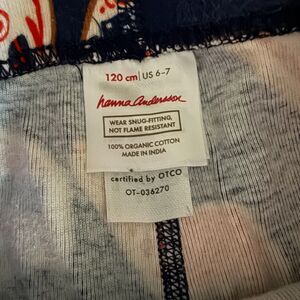 120 cm | US 6-7
hanna andersson
WEAR SNUG-FITTING,
NOT FLAME RESISTANT
100% ORGANIC COTTON
MADE IN INDIA
certified by OTCO
OT-036270